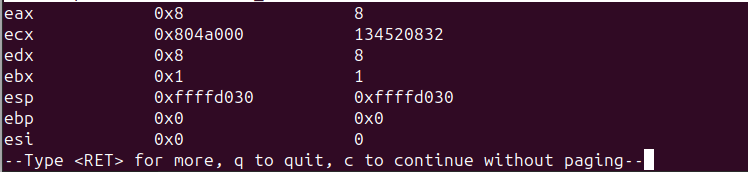 eax 0x8 8
ecx 0x804a000 134520832
edx 0x8 8
ebx 0x1 1
esp 0xffffd030 0xffffd030
ebp 0x0 0x0
esi 0x0 0
--Type <RET> for more, q to quit, c to continue without paging--